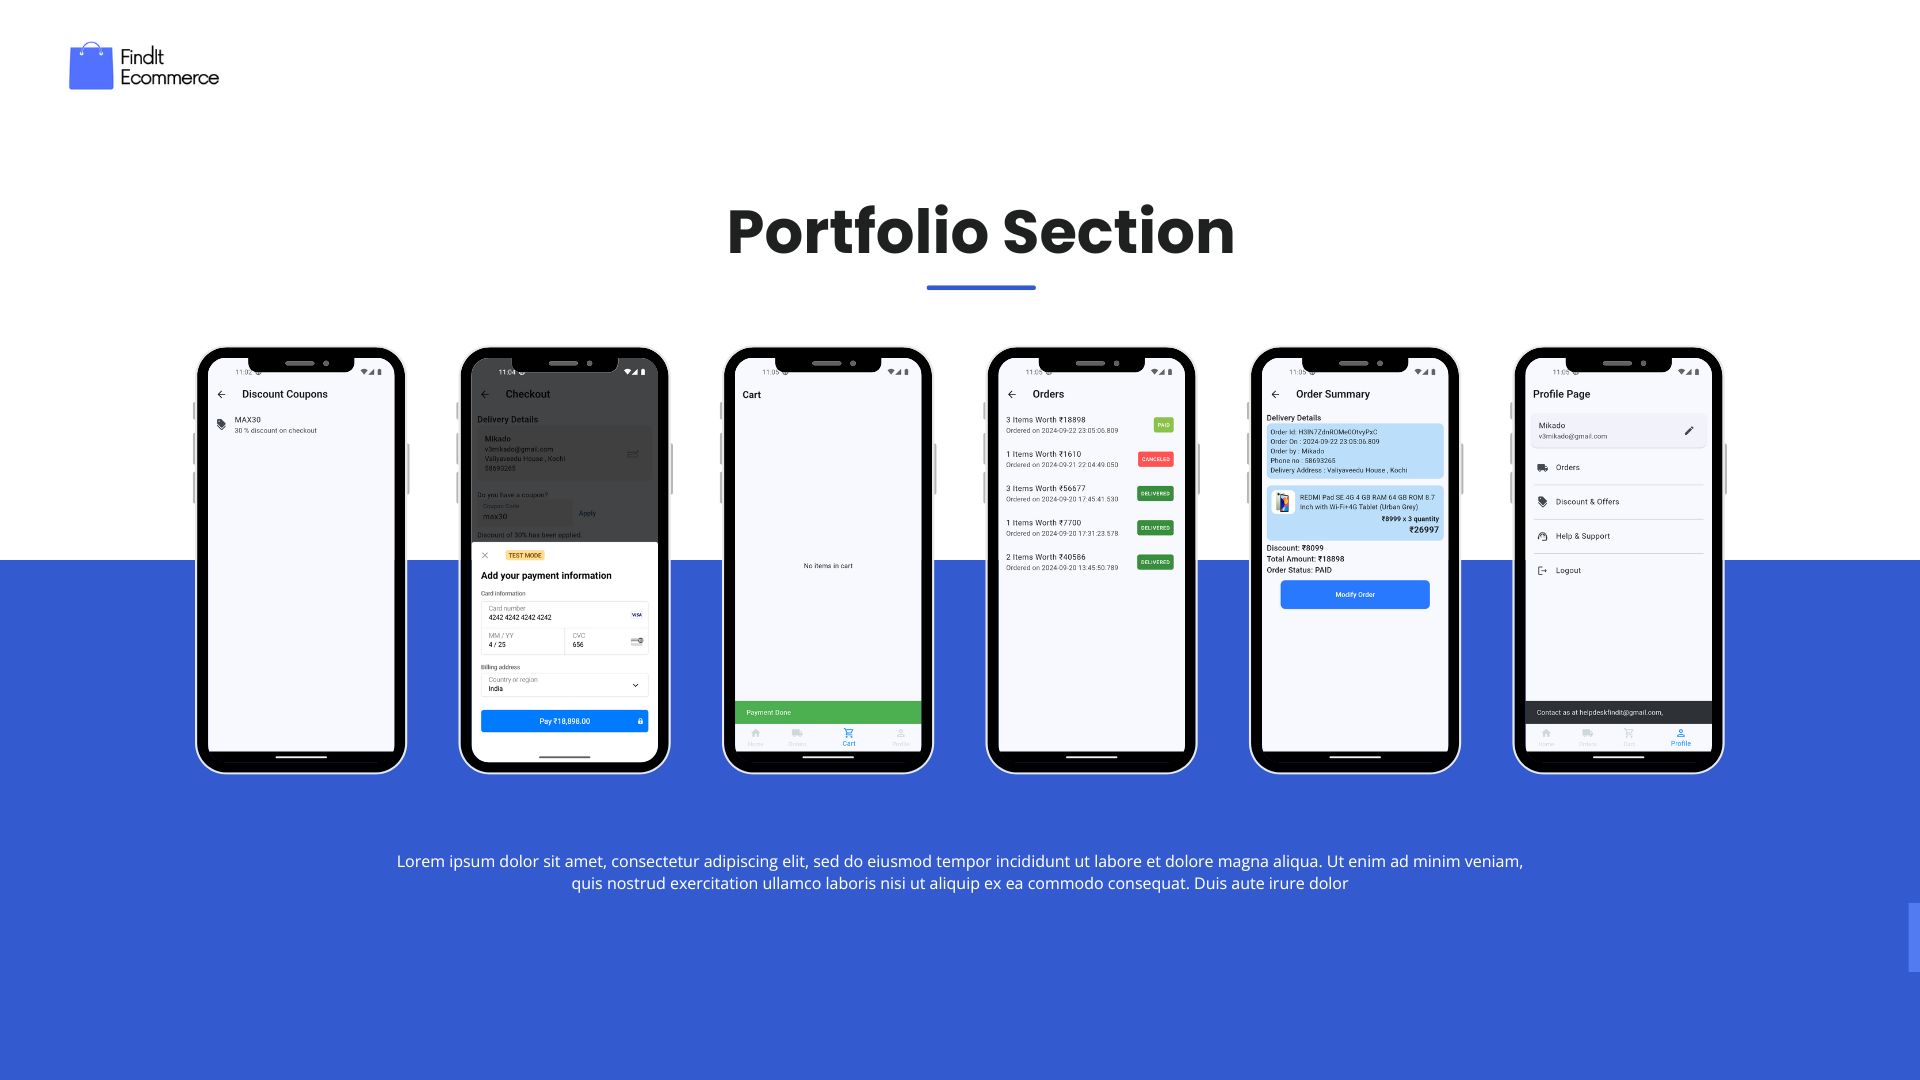 FindIt
Ecommerce
Portfolio Section
11:02
Discount Coupons
MAX30
30 % discount on checkout
11:04
Checkout
Delivery Details
Mikado
v3mikado@gmail.com
Valiyaveedu House , Kochi
58693265
Do you have a coupon?
Coupon Code
max30
Apply
Discount of 30% has been applied
TEST MODE
Add your payment information
Card information
Card number
4242 4242 4242 4242
VISA
MM / YY
4 / 25
CVC
656
Billing address
Country or region
India
Pay ₹18,898.00
11:05
Cart
No items in cart
Payment Done
Home
Orders
Cart
Profile
11:05
Orders
3 Items Worth ₹18898
Ordered on 2024-09-22 23:05:06.809
PAID
1 Items Worth ₹1610
Ordered on 2024-09-21 22:04:49.050
CANCELED
3 Items Worth ₹56677
Ordered on 2024-09-20 17:45:41.530
DELIVERED
1 Items Worth ₹7700
Ordered on 2024-09-20 17:31:23.578
DELIVERED
2 Items Worth ₹40586
Ordered on 2024-09-20 13:45:50.789
DELIVERED
11:05
Order Summary
Delivery Details
Order On : 2024-09-22 23:05:06.809
Order by : Mikado
Phone no : 58693265
Delivery Address : Valiyaveedu House , Kochi
REDMI Pad SE 4G 4 GB RAM 64 GB ROM 8.7
Inch with Wi-Fi+4G Tablet (Urban Grey)
₹8999 x 3 quantity
₹26997
Discount: ₹8099
Total Amount: ₹18898
Order Status: PAID
Modify Order
11:05
Profile Page
Mikado
v3mikado@gmail.com
Orders
Discount & Offers
Help & Support
Logout
Contact as at helpdeskfindit@gmail.com,
Home
Orders
Cart
Profile
Lorem ipsum dolor sit amet, consectetur adipiscing elit, sed do eiusmod tempor incididunt ut labore et dolore magna aliqua. Ut enim ad minim veniam,
quis nostrud exercitation ullamco laboris nisi ut aliquip ex ea commodo consequat. Duis aute irure dolor